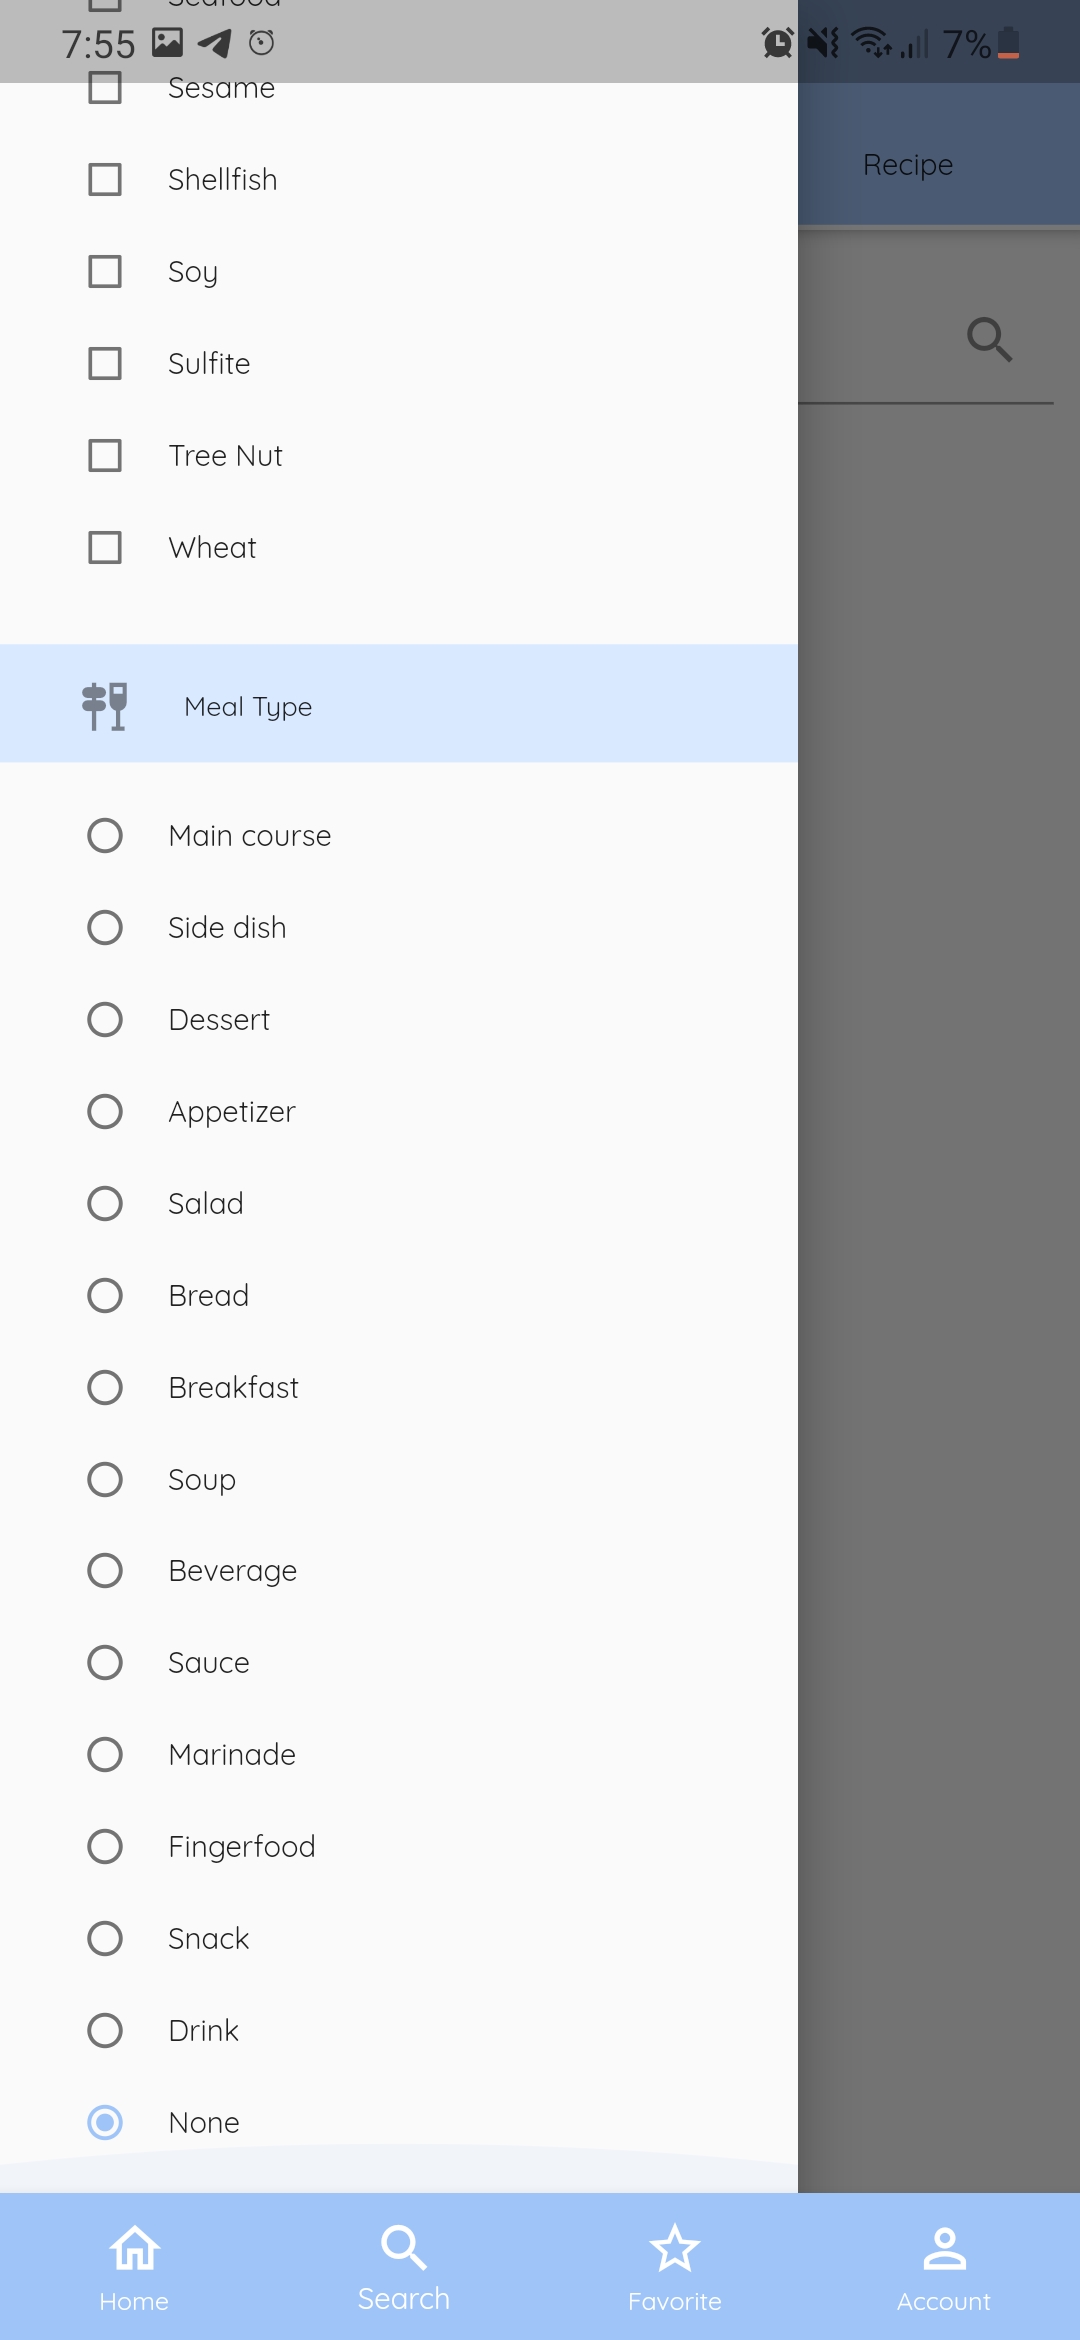 Seafood
7:55
7%
Sesame
Recipe
Shellfish
Soy
Sulfite
Tree Nut
Wheat
Meal Type
Main course
Side dish
Dessert
Appetizer
Salad
Bread
Breakfast
Soup
Beverage
Sauce
Marinade
Fingerfood
Snack
Drink
None
Home
Search
Favorite
Account